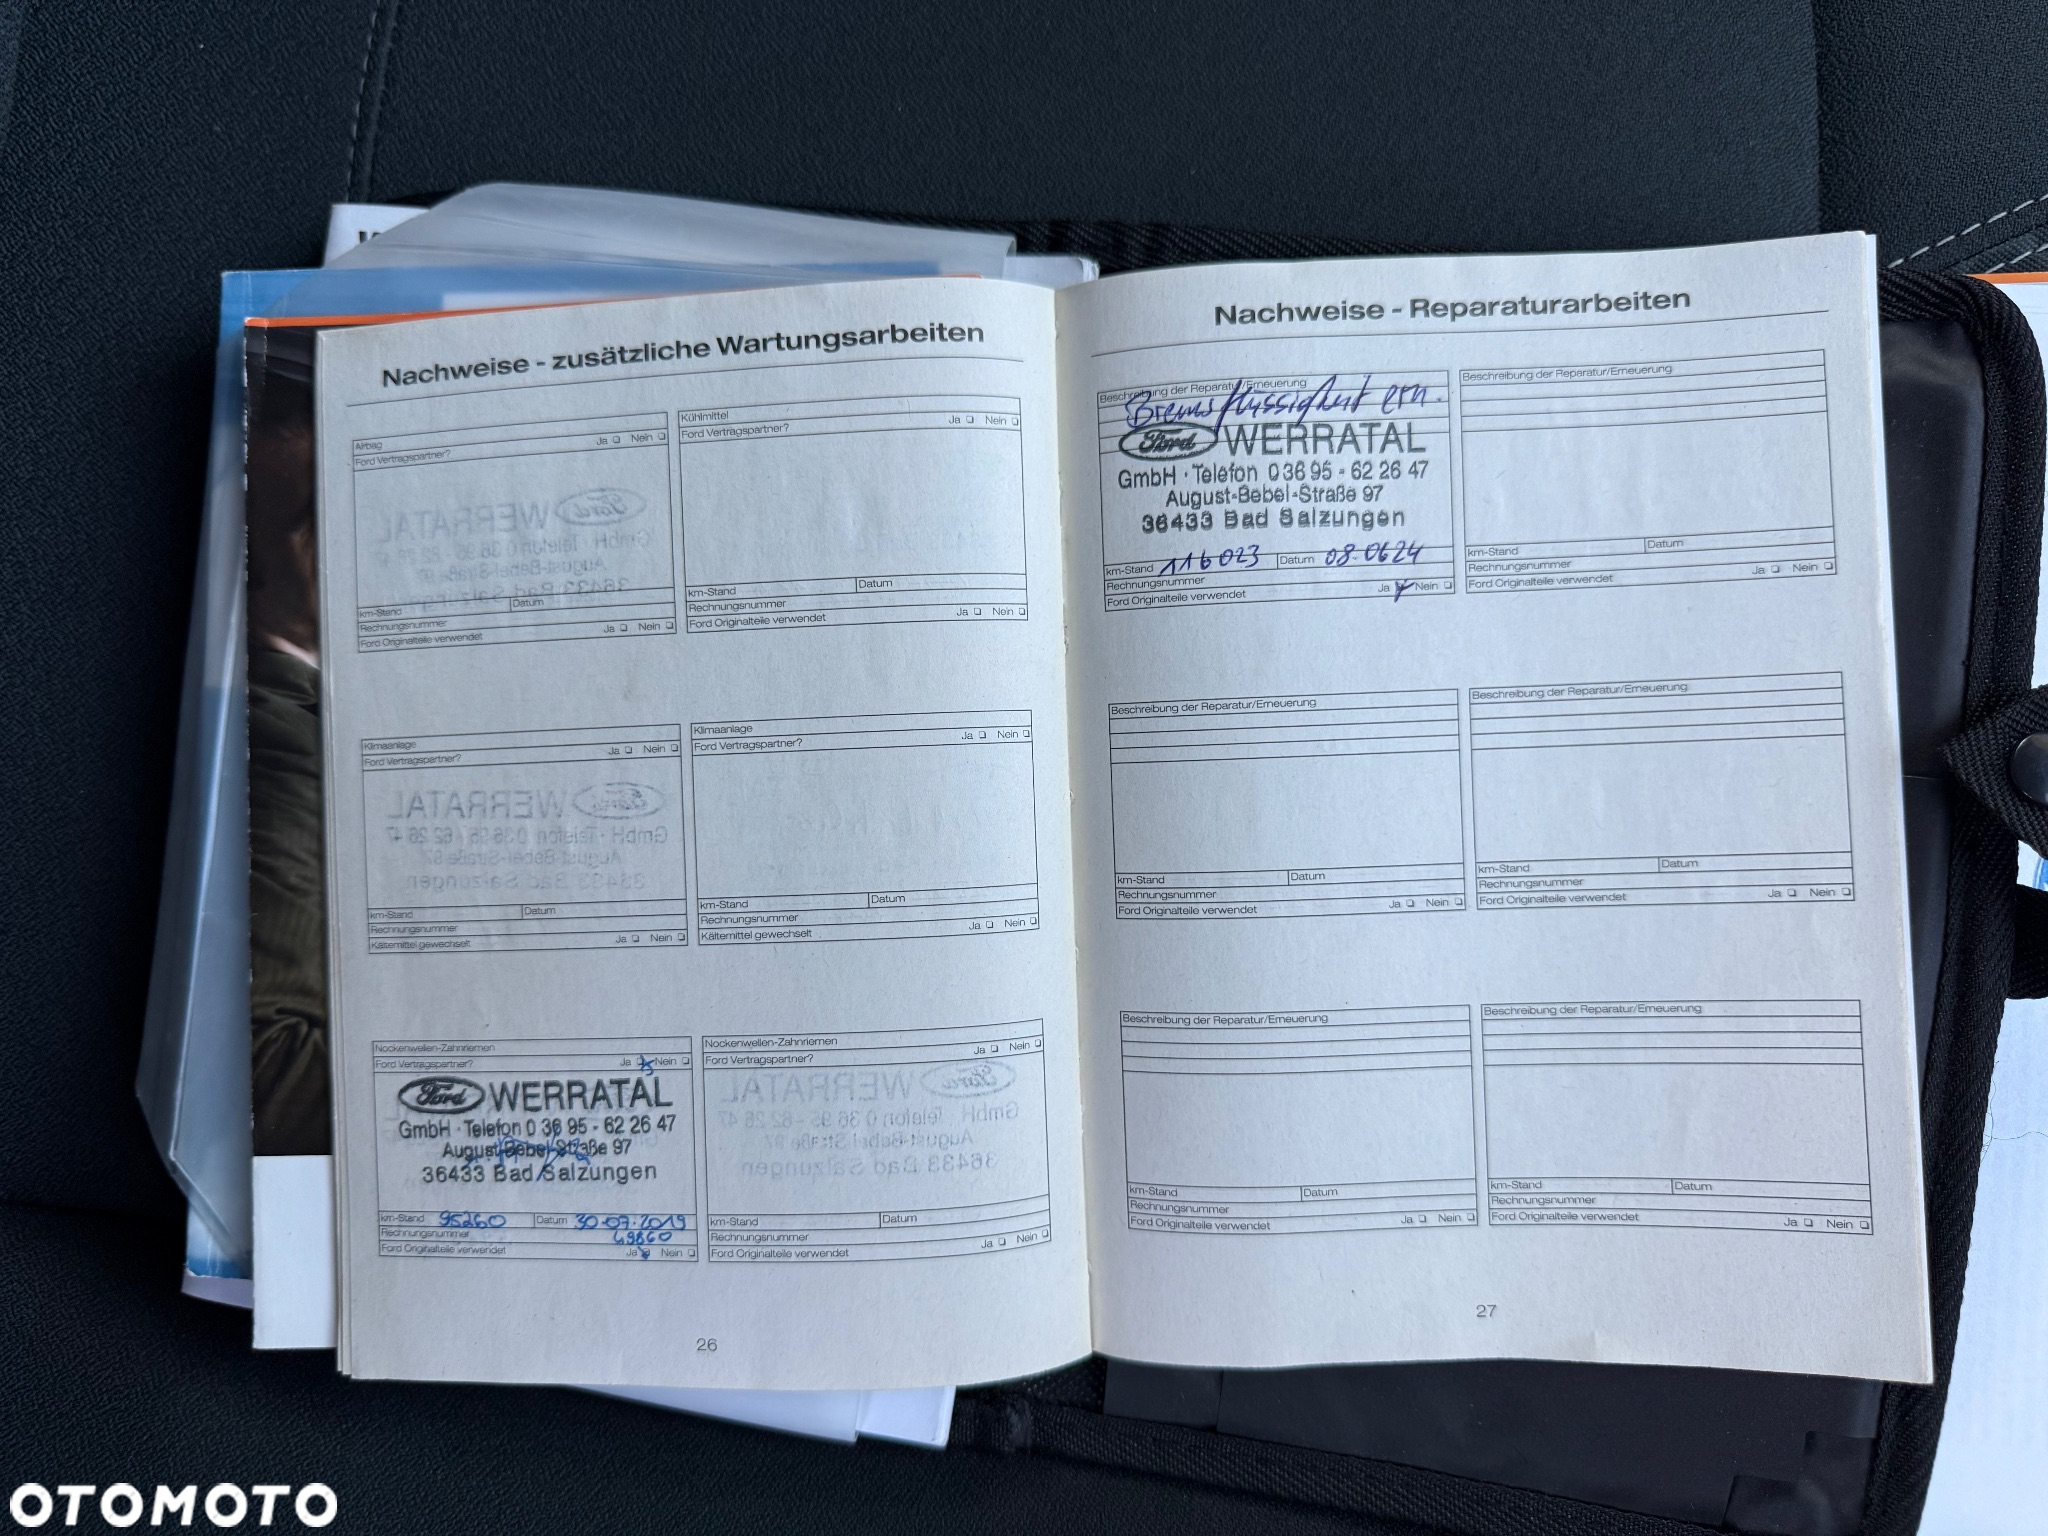 Nachweise - zusätzliche Wartungsarbeiten
Airbag
Ja Nein
Ford Vertragspartner?
km-Stand Datum
Rechnungsnummer
Ja Nein
Ford Originalteile verwendet
Kühlmittel
Ja Nein
Ford Vertragspartner?
km-Stand Datum
Rechnungsnummer
Ja Nein
Ford Originalteile verwendet
Klimaanlage
Ja Nein
Ford Vertragspartner?
km-Stand Datum
Rechnungsnummer
Ja Nein
Kältemittel gewechselt
Klimaanlage
Ja Nein
Ford Vertragspartner?
km-Stand Datum
Rechnungsnummer
Ja Nein
Kältemittel gewechselt
Nockenwellen-Zahnriemen
Ford Vertragspartner? Ja Nein
Ford WERRATAL
GmbH · Telefon 0 36 95 - 62 26 47
August-Bebel-Straße 97
36433 Bad Salzungen
km-Stand 95260 Datum 30.07.2019
Rechnungsnummer 49860
Ford Originalteile verwendet Ja Nein
Nockenwellen-Zahnriemen
Ja Nein
Ford Vertragspartner?
km-Stand Datum
Rechnungsnummer
Ja Nein
Ford Originalteile verwendet
26
Nachweise - Reparaturarbeiten
Beschreibung der Reparatur/Erneuerung
Bremsflüssigkeit ern.
Ford WERRATAL
GmbH · Telefon 0 36 95 - 62 26 47
August-Bebel-Straße 97
36433 Bad Salzungen
km-Stand 116023 Datum 08.0624
Rechnungsnummer
Ja Nein
Ford Originalteile verwendet
Beschreibung der Reparatur/Erneuerung
km-Stand Datum
Rechnungsnummer
Ja Nein
Ford Originalteile verwendet
Beschreibung der Reparatur/Erneuerung
km-Stand Datum
Rechnungsnummer
Ja Nein
Ford Originalteile verwendet
Beschreibung der Reparatur/Erneuerung
km-Stand Datum
Rechnungsnummer
Ja Nein
Ford Originalteile verwendet
Beschreibung der Reparatur/Erneuerung
km-Stand Datum
Rechnungsnummer
Ja Nein
Ford Originalteile verwendet
Beschreibung der Reparatur/Erneuerung
km-Stand Datum
Rechnungsnummer
Ja Nein
Ford Originalteile verwendet
27
OTOMOTO